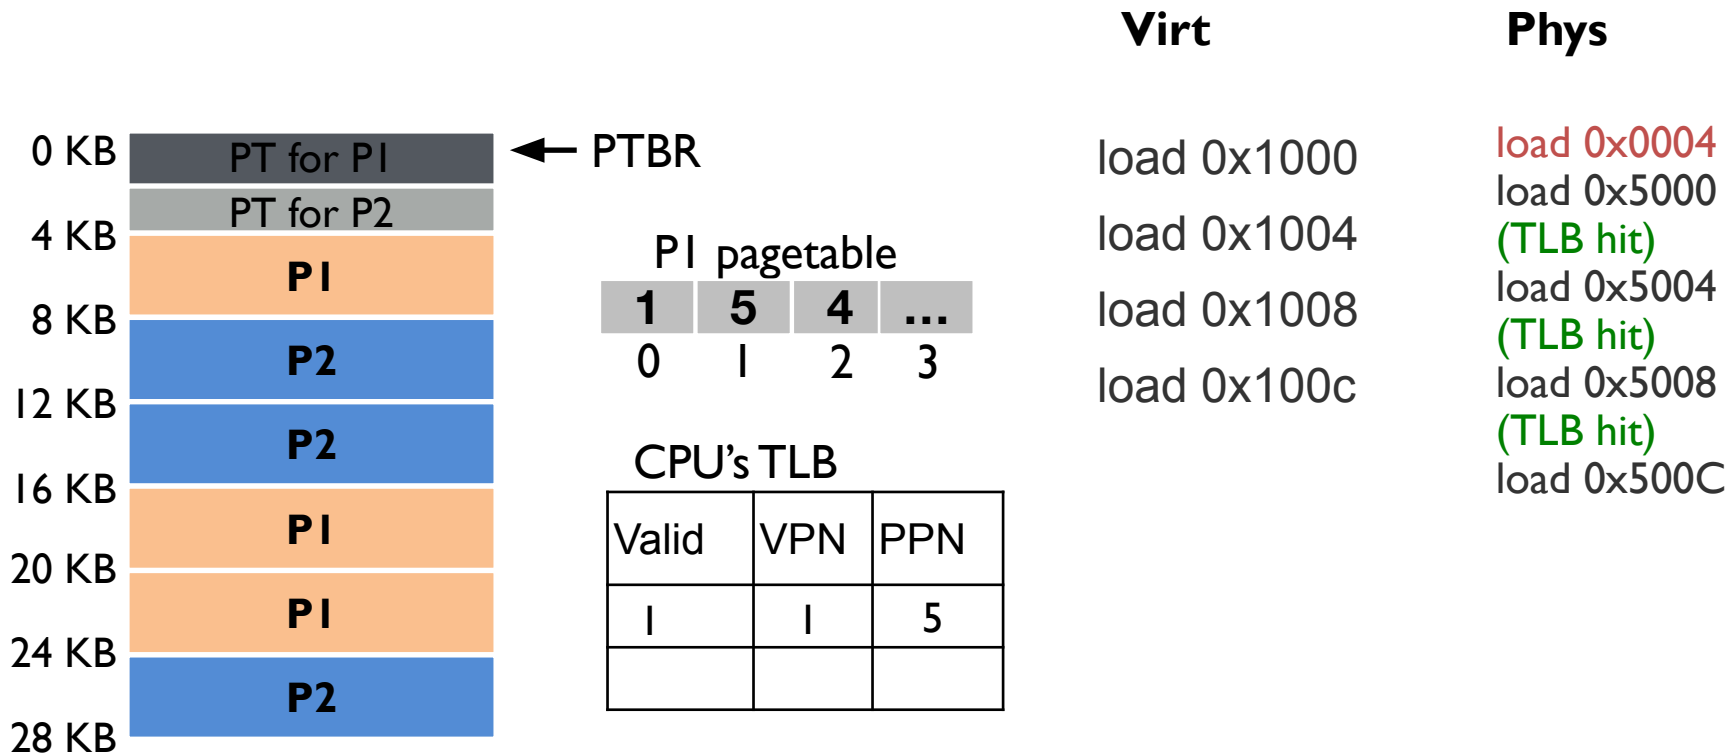 Virt
Phys
0 KB
PT for P1
PTBR
PT for P2
4 KB
P1
8 KB
P2
12 KB
P2
16 KB
P1
20 KB
P1
24 KB
P2
28 KB
P1 pagetable
1 5 4 ...
0 1 2 3
CPU's TLB
Valid VPN PPN
1 1 5
load 0x1000
load 0x1004
load 0x1008
load 0x100c
load 0x0004
load 0x5000
(TLB hit)
load 0x5004
(TLB hit)
load 0x5008
(TLB hit)
load 0x500C